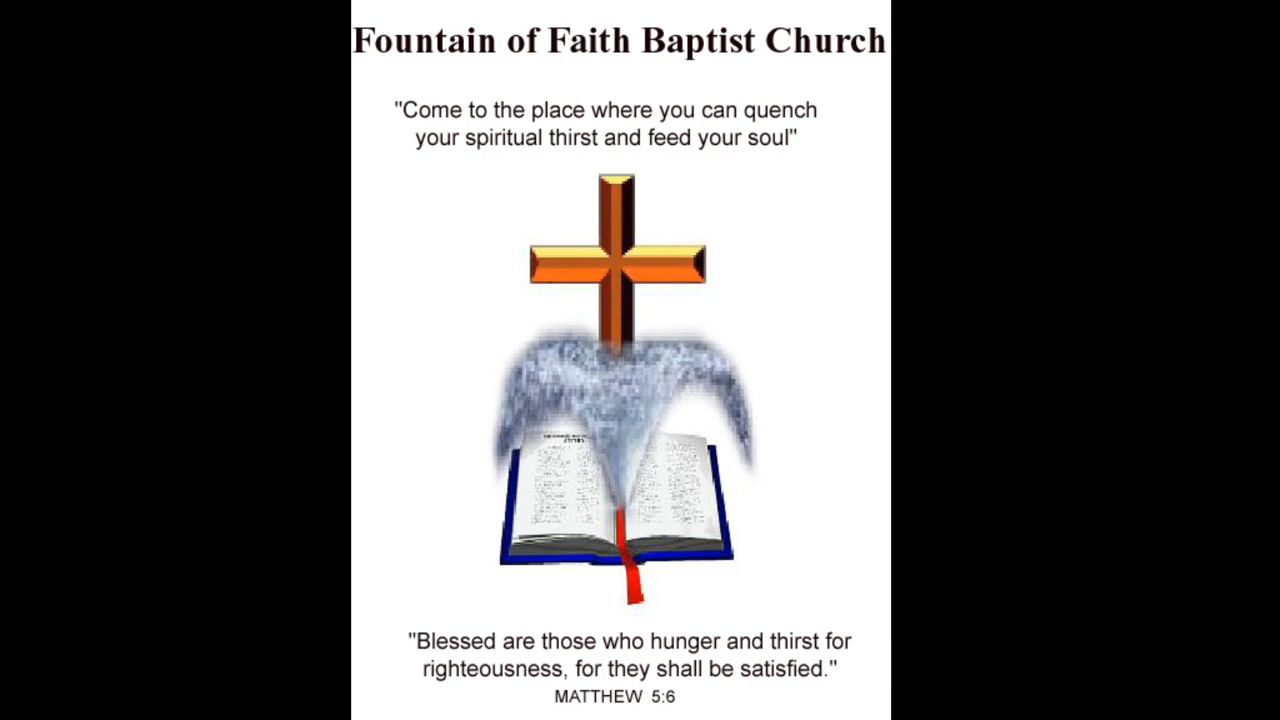 Fountain of Faith Baptist Church
"Come to the place where you can quench
your spiritual thirst and feed your soul"
"Blessed are those who hunger and thirst for
righteousness, for they shall be satisfied."
MATTHEW 5:6